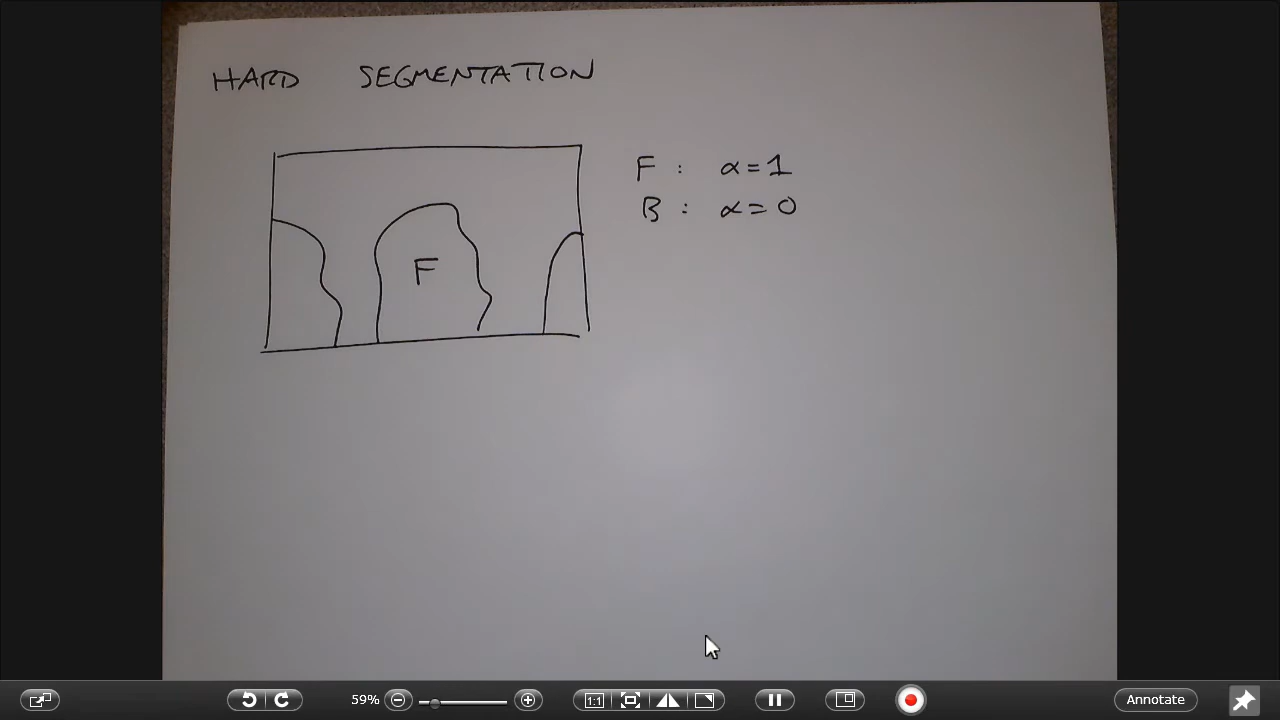 HARD SEGMENTATION
F : α = 1
B : α = 0
F
59%
1:1
Annotate